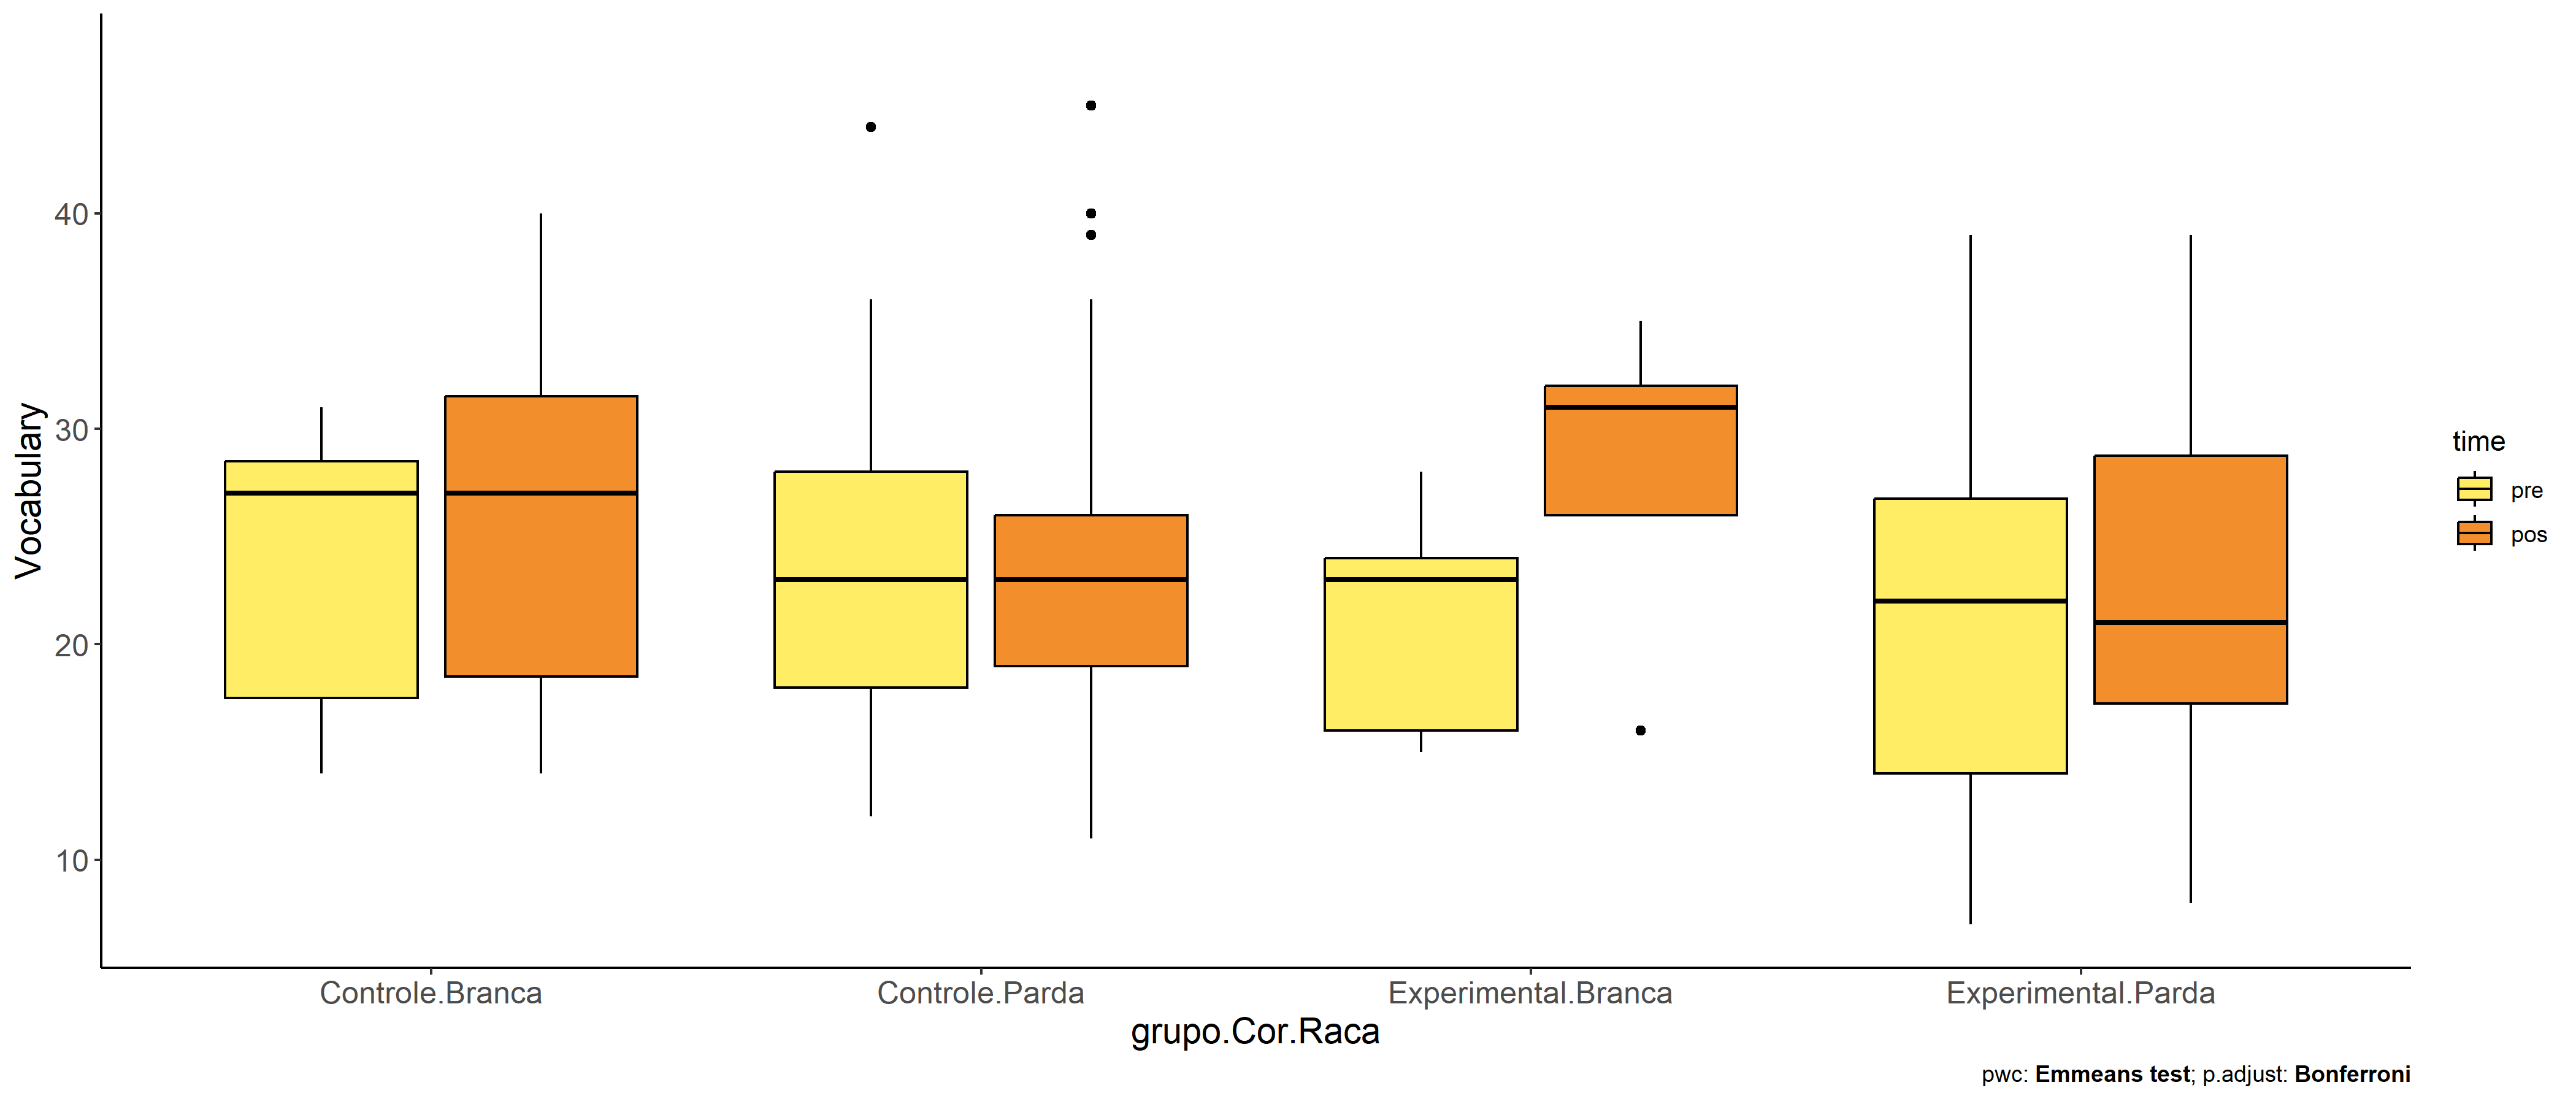 Vocabulary
40
30
20
10
Controle.Branca
Controle.Parda
Experimental.Branca
Experimental.Parda
grupo.Cor.Raca
time
pre
pos
pwc: Emmeans test; p.adjust: Bonferroni